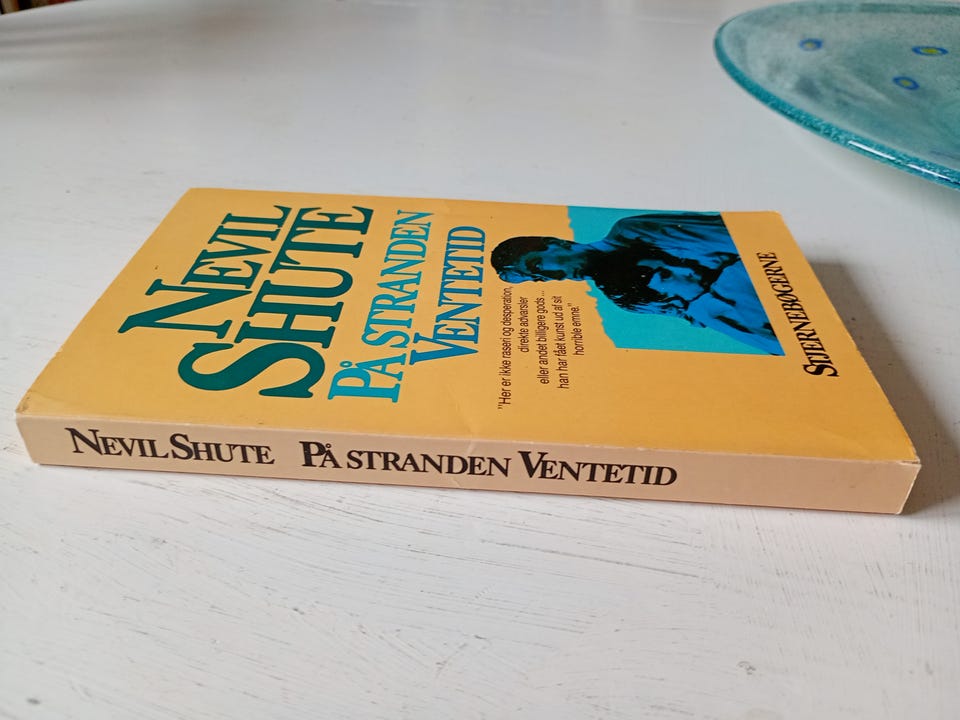 NEVIL
SHUTE
PÅ STRANDEN
VENTETID
"Her er ikke raseri og desperation,
direkte advarsler
eller andet billigere gods...
han har fået kunst ud af sit
horrible emne."
STJERNEBØGERNE
NEVIL SHUTE PÅ STRANDEN VENTETID